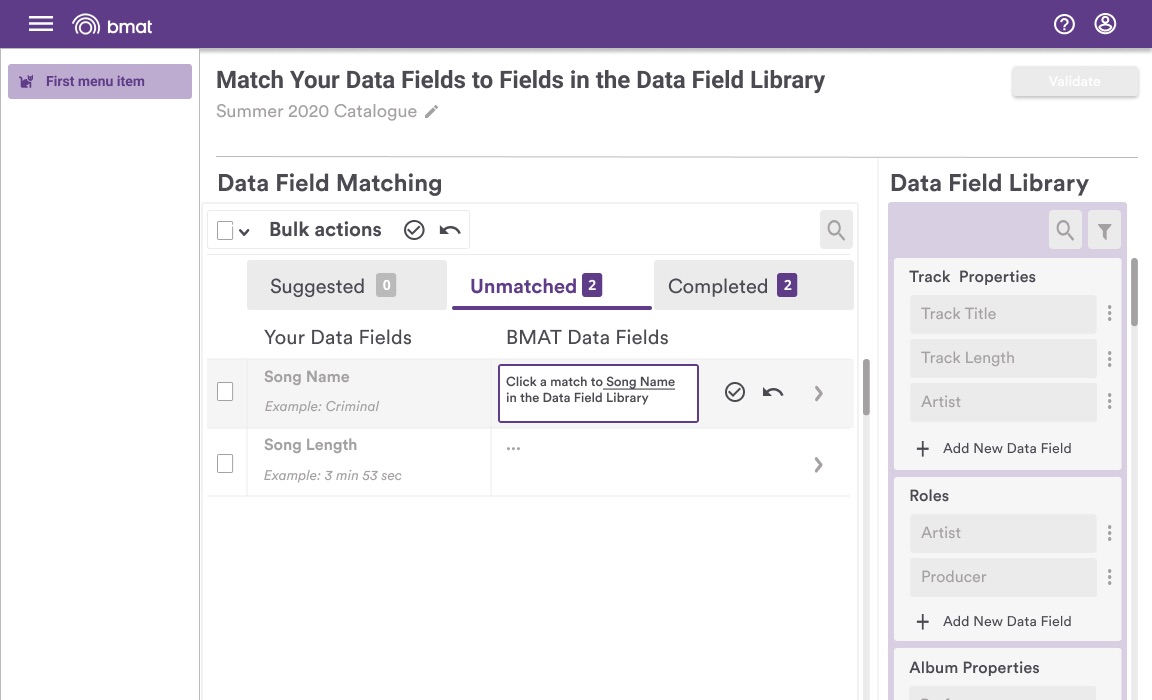 bmat
First menu item
Match Your Data Fields to Fields in the Data Field Library
Validate
Summer 2020 Catalogue
Data Field Matching
Bulk actions
Suggested 0
Unmatched 2
Completed 2
Your Data Fields
BMAT Data Fields
Song Name
Example: Criminal
Click a match to Song Name
in the Data Field Library
Song Length
Example: 3 min 53 sec
...
Data Field Library
Track Properties
Track Title
Track Length
Artist
+ Add New Data Field
Roles
Artist
Producer
+ Add New Data Field
Album Properties